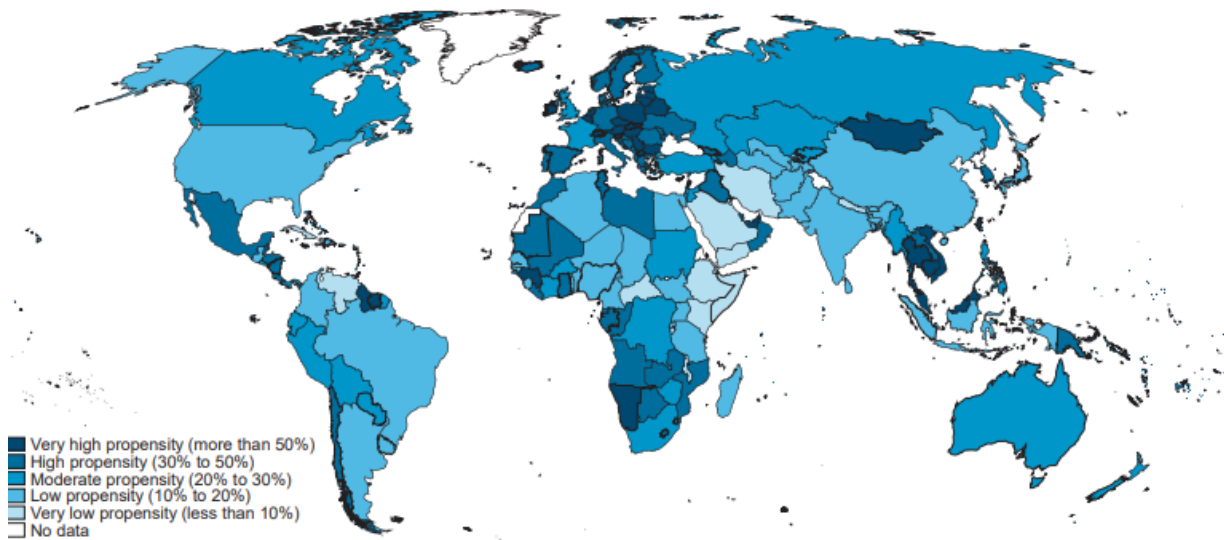 Very high propensity (more than 50%)
High propensity (30% to 50%)
Moderate propensity (20% to 30%)
Low propensity (10% to 20%)
Very low propensity (less than 10%)
No data